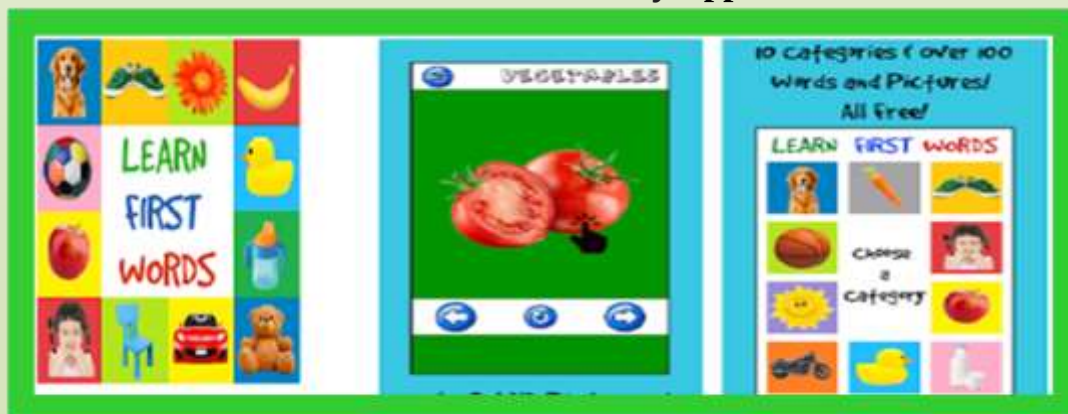 LEARN
FIRST
WORDS
VEGETABLES
10 Categories & Over 100
Words and Pictures!
All Free!
LEARN FIRST WORDS
Choose
a
Category